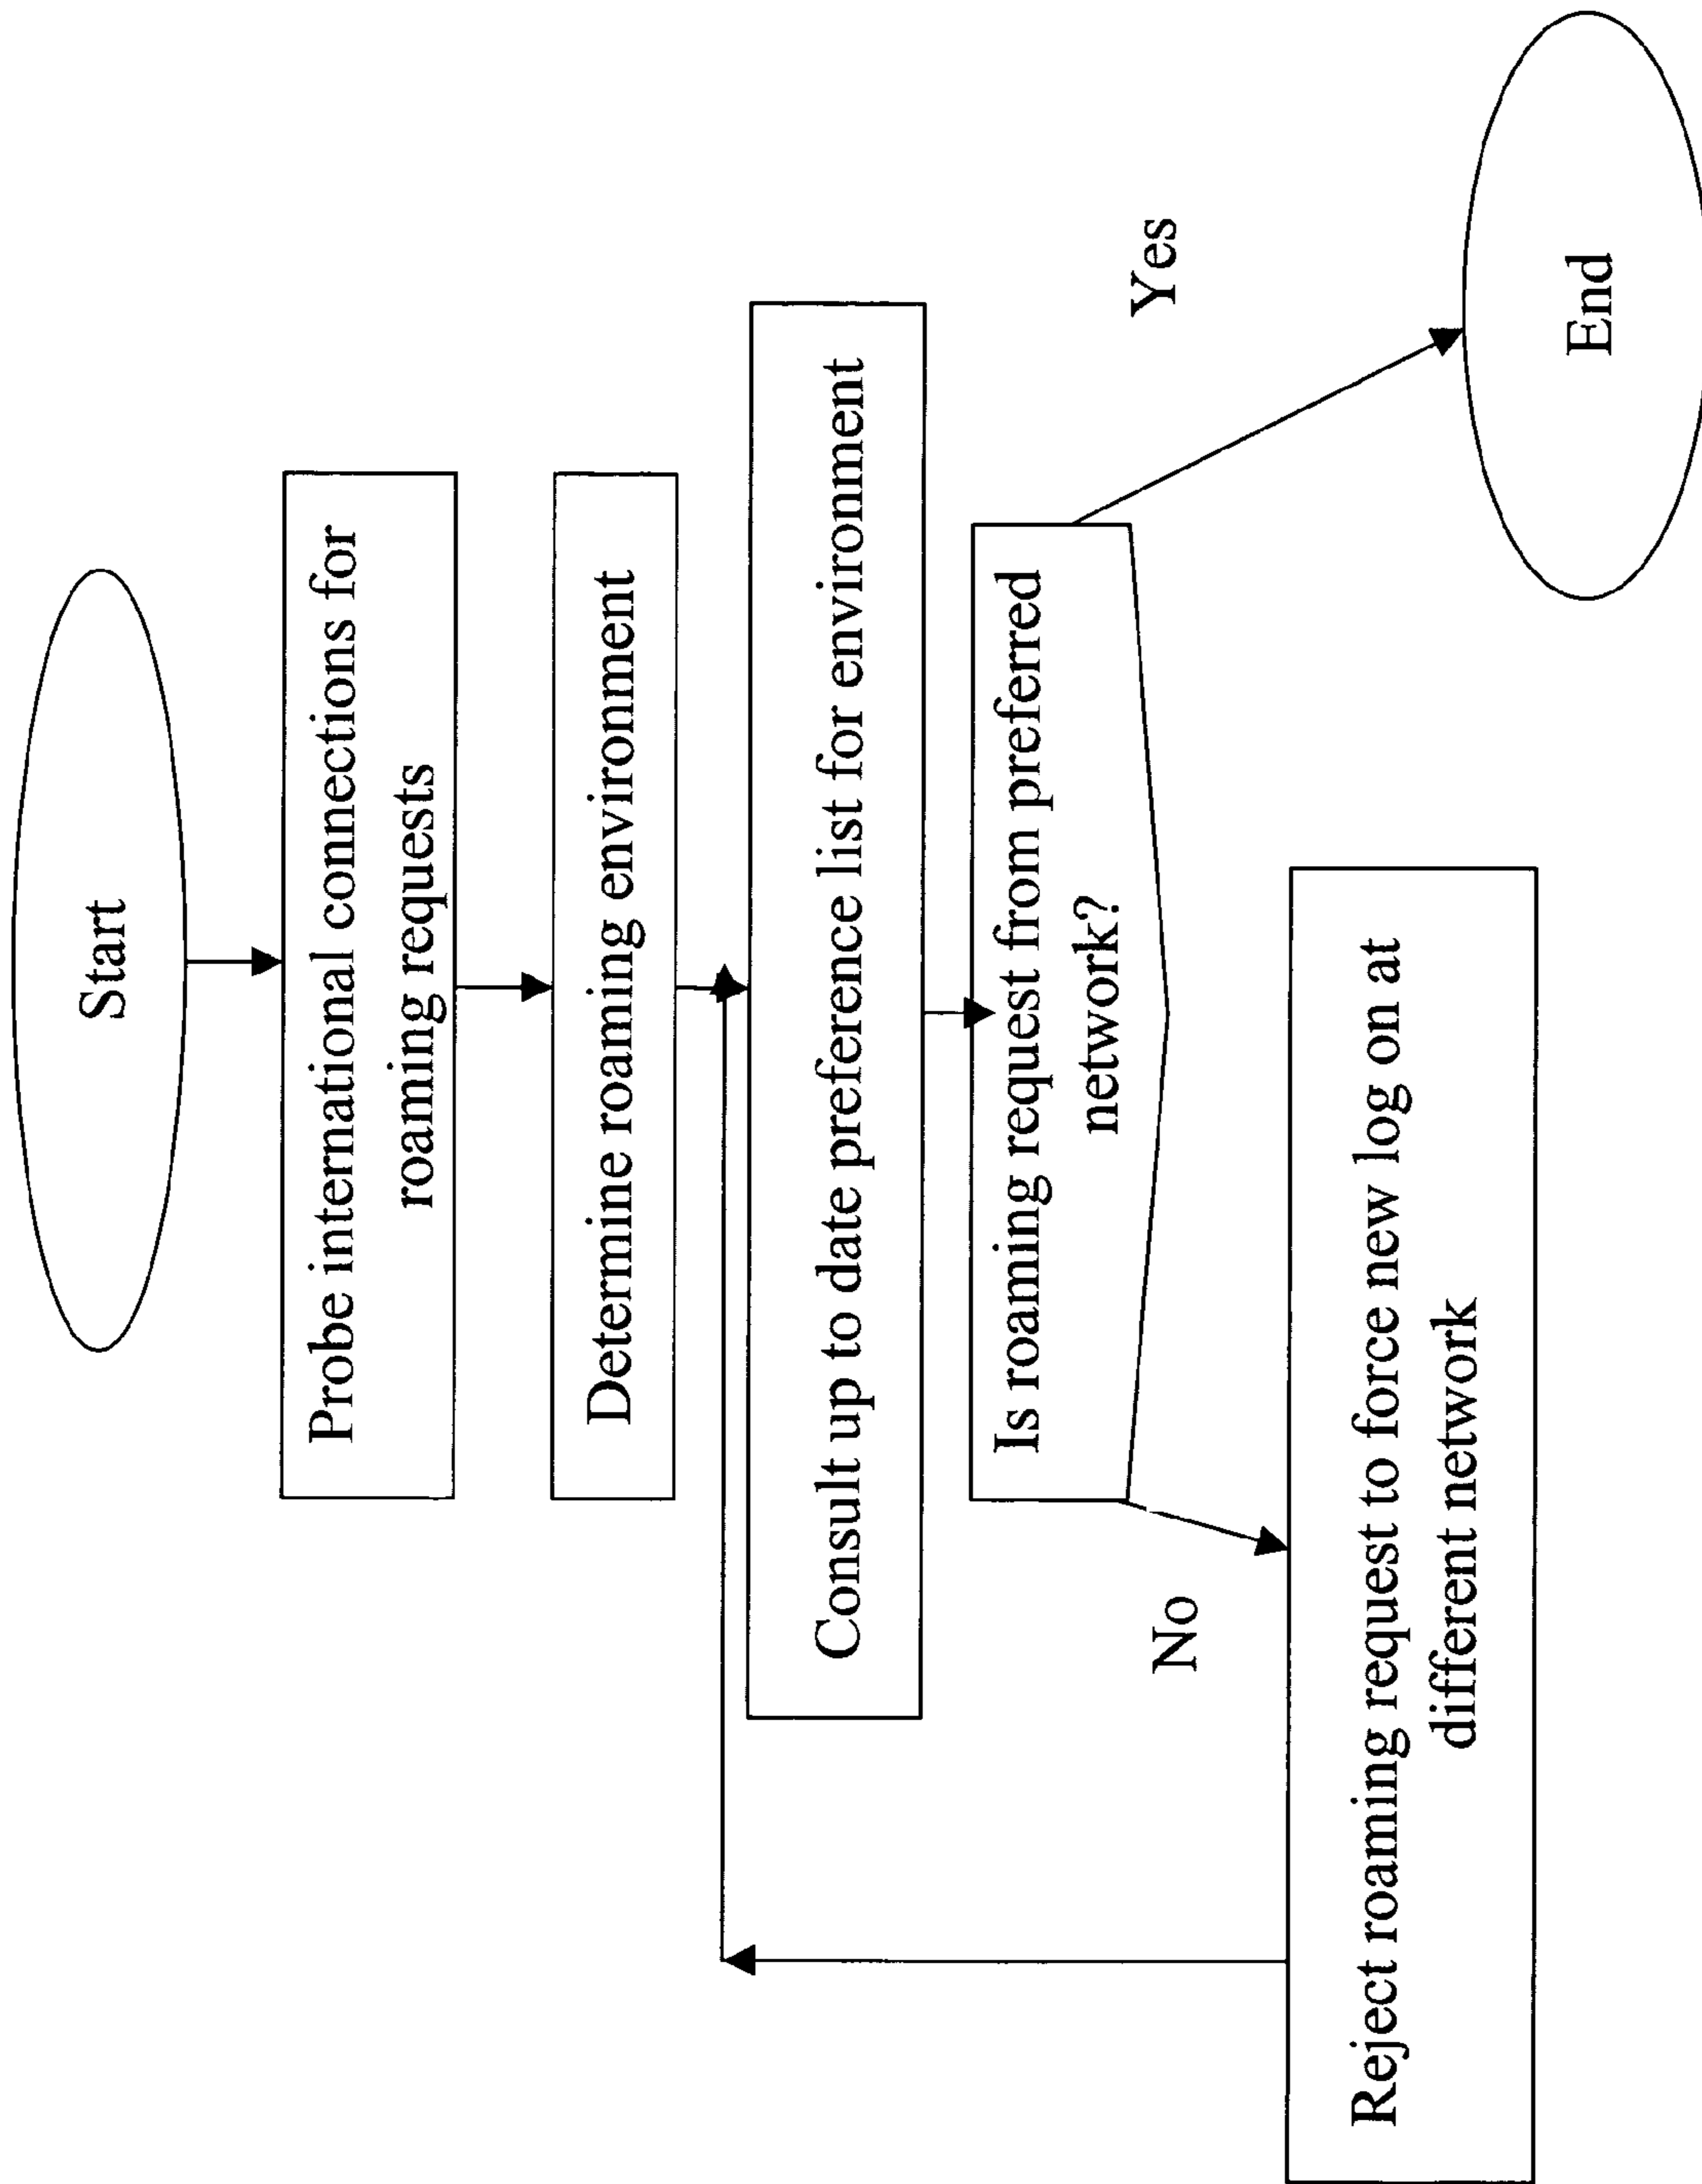 Start
Probe international connections for
roaming requests
Determine roaming environment
Consult up to date preference list for environment
Is roaming request from preferred
network?
Yes
No
Reject roaming request to force new log on at
different network
End